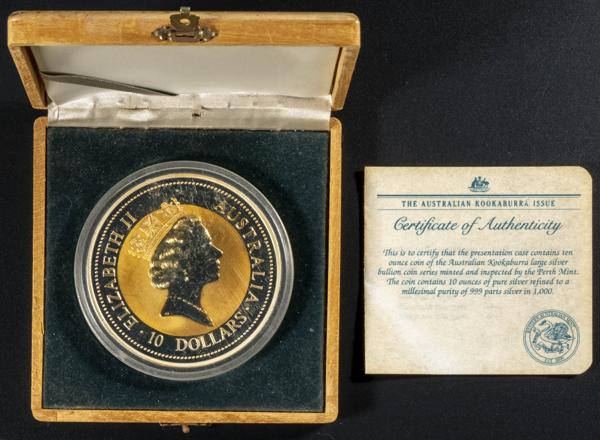 ELIZABETH II
AUSTRALIA
· 10 DOLLARS ·
THE AUSTRALIAN KOOKABURRA ISSUE
Certificate of Authenticity
This is to certify that the presentation case contains ten
ounce coin of the Australian Kookaburra large silver
bullion coin series minted and inspected by the Perth Mint.
The coin contains 10 ounces of pure silver refined to a
millesimal purity of 999 parts silver in 1,000.